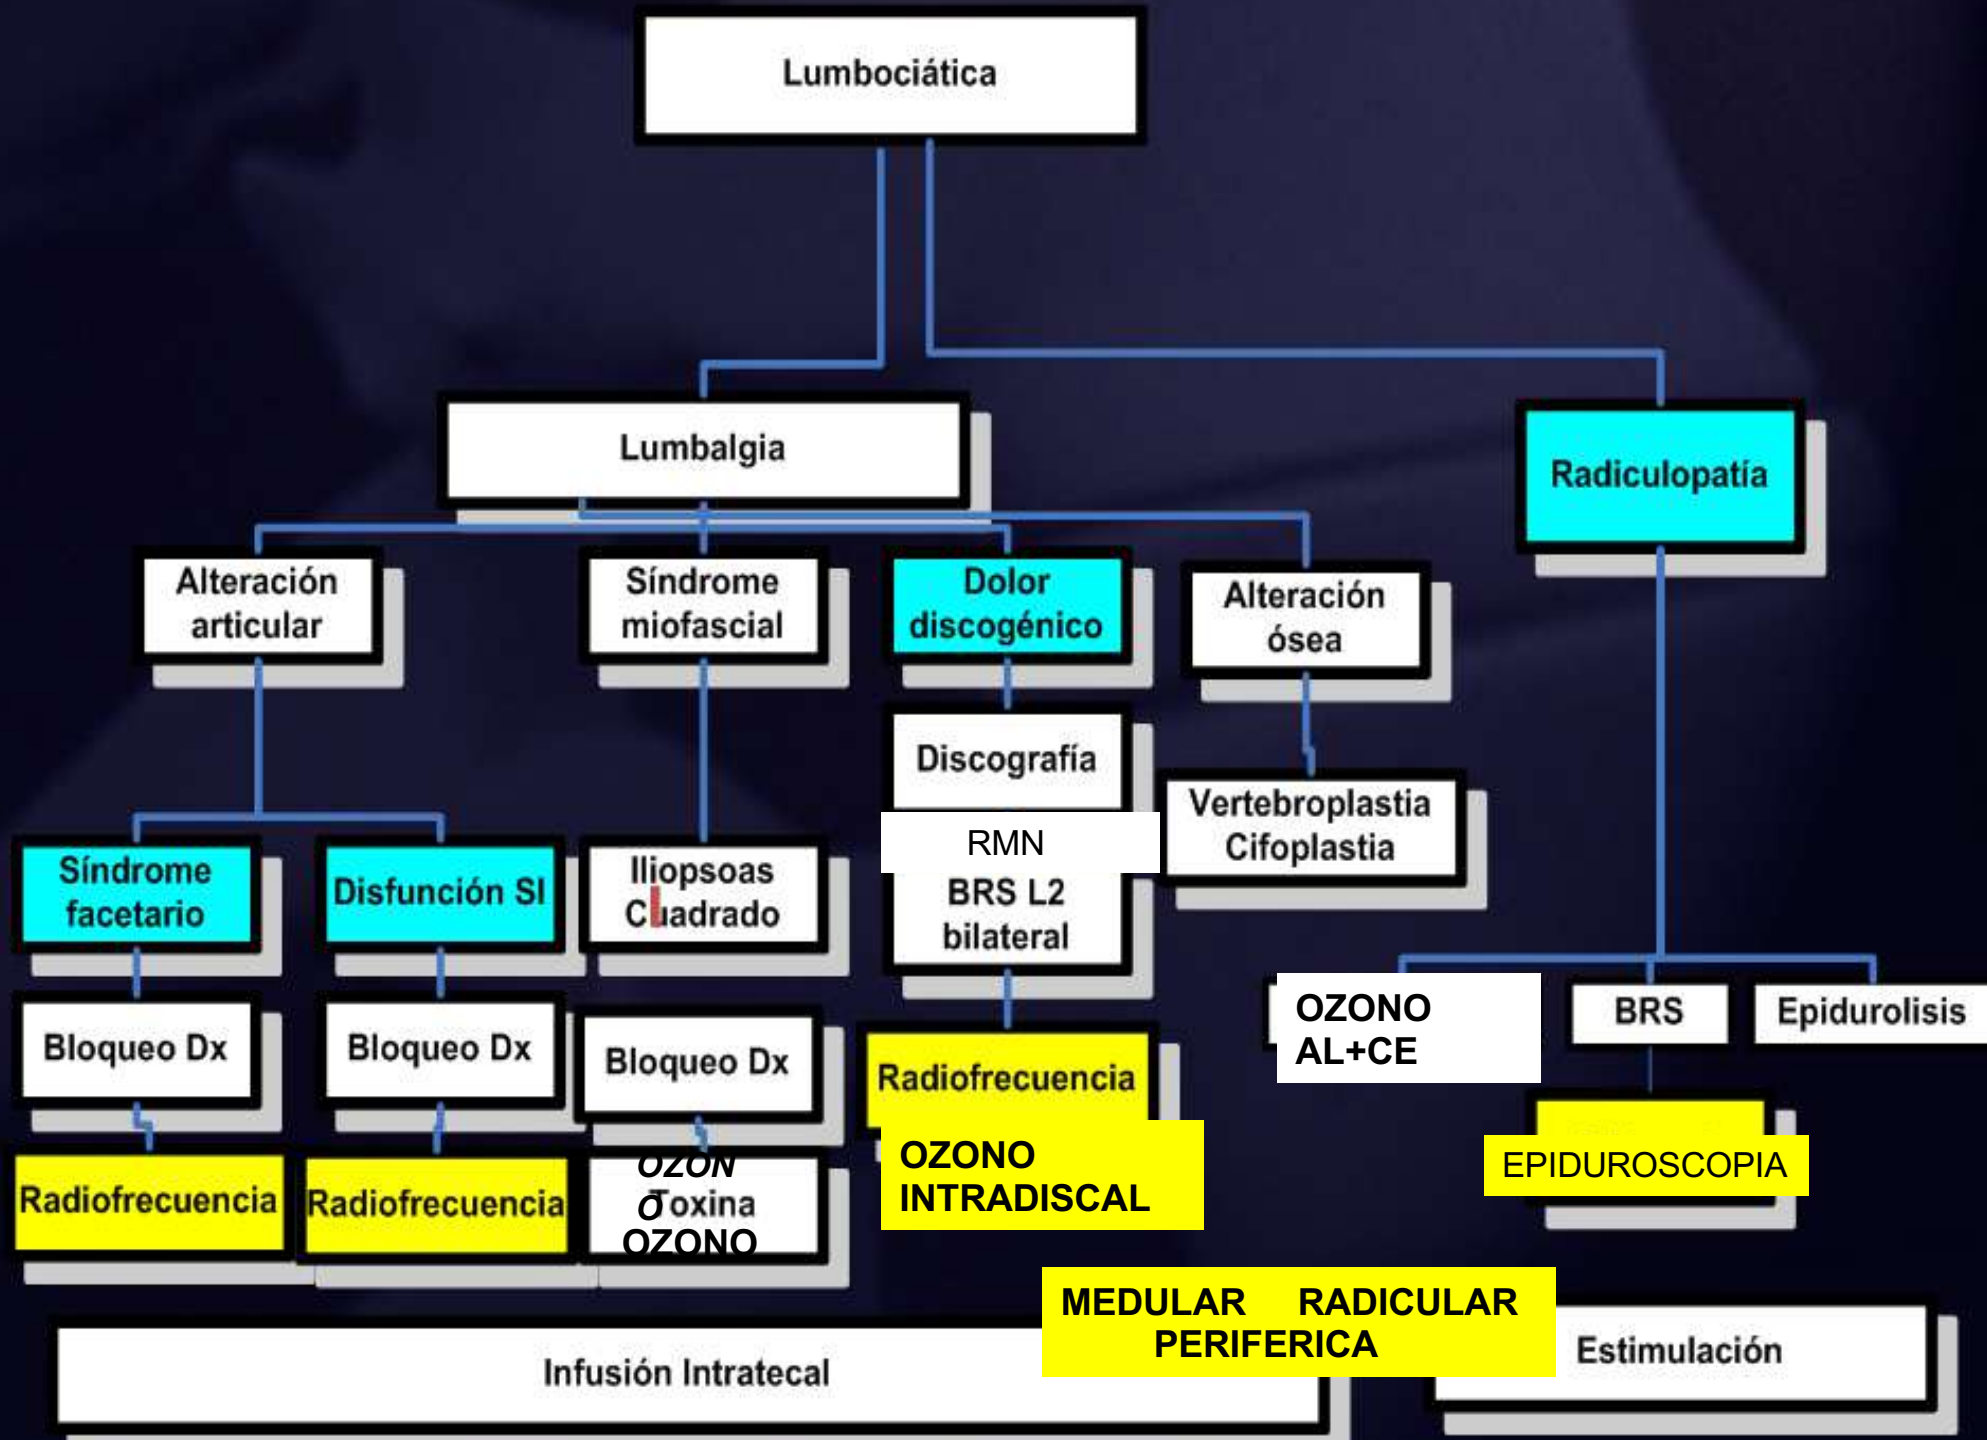 Lumbociática
Lumbalgia
Radiculopatía
Alteración
articular
Síndrome
miofascial
Dolor
discogénico
Alteración
ósea
Discografía
RMN
BRS L2
bilateral
Vertebroplastia
Cifoplastia
Síndrome
facetario
Disfunción SI
Iliopsoas
Cuadrado
OZONO
AL+CE
BRS
Epidurolisis
Bloqueo Dx
Bloqueo Dx
Bloqueo Dx
Radiofrecuencia
OZONO
INTRADISCAL
EPIDUROSCOPIA
Radiofrecuencia
Radiofrecuencia
OZON
O
Toxina
OZONO
MEDULAR RADICULAR
PERIFERICA
Infusión Intratecal
Estimulación